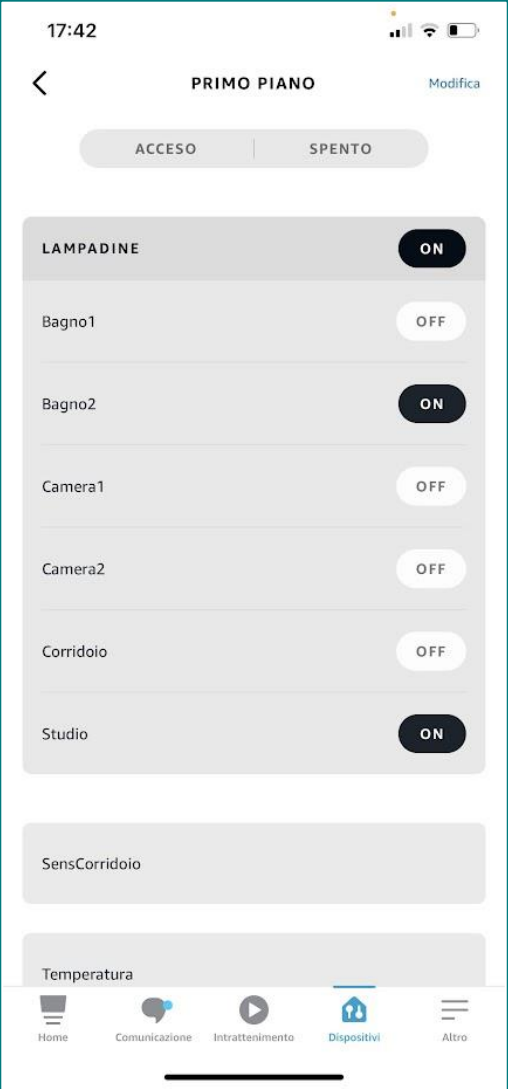 17:42
PRIMO PIANO
Modifica
ACCESO
SPENTO
LAMPADINE
ON
Bagno1
OFF
Bagno2
ON
Camera1
OFF
Camera2
OFF
Corridoio
OFF
Studio
ON
SensCorridoio
Temperatura
Home
Comunicazione
Intrattenimento
Dispositivi
Altro